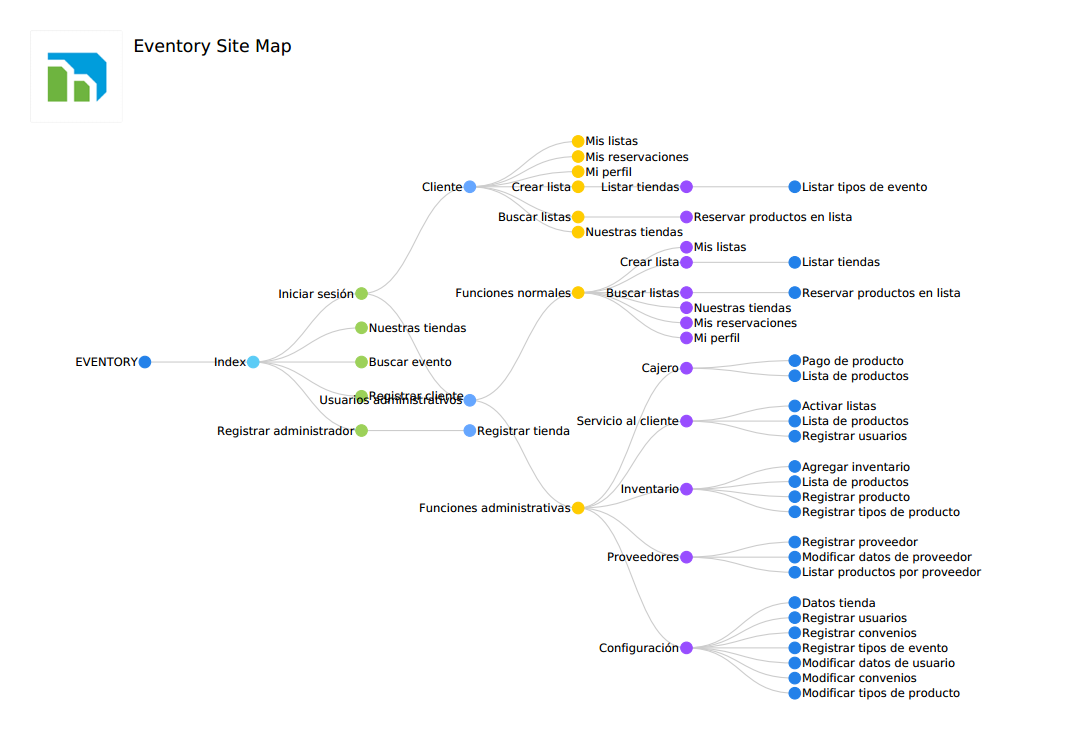 Eventory Site Map
Mis listas
Mis reservaciones
Mi perfil
Cliente
Crear lista
Listar tiendas
Listar tipos de evento
Buscar listas
Reservar productos en lista
Nuestras tiendas
Mis listas
Crear lista
Listar tiendas
Iniciar sesión
Funciones normales
Buscar listas
Reservar productos en lista
Nuestras tiendas
Mis reservaciones
Mi perfil
Nuestras tiendas
EVENTORY
Index
Buscar evento
Registrar cliente
Usuarios administrativos
Registrar administrador
Registrar tienda
Cajero
Pago de producto
Lista de productos
Servicio al cliente
Activar listas
Lista de productos
Registrar usuarios
Funciones administrativas
Inventario
Agregar inventario
Lista de productos
Registrar producto
Registrar tipos de producto
Proveedores
Registrar proveedor
Modificar datos de proveedor
Listar productos por proveedor
Configuración
Datos tienda
Registrar usuarios
Registrar convenios
Registrar tipos de evento
Modificar datos de usuario
Modificar convenios
Modificar tipos de producto